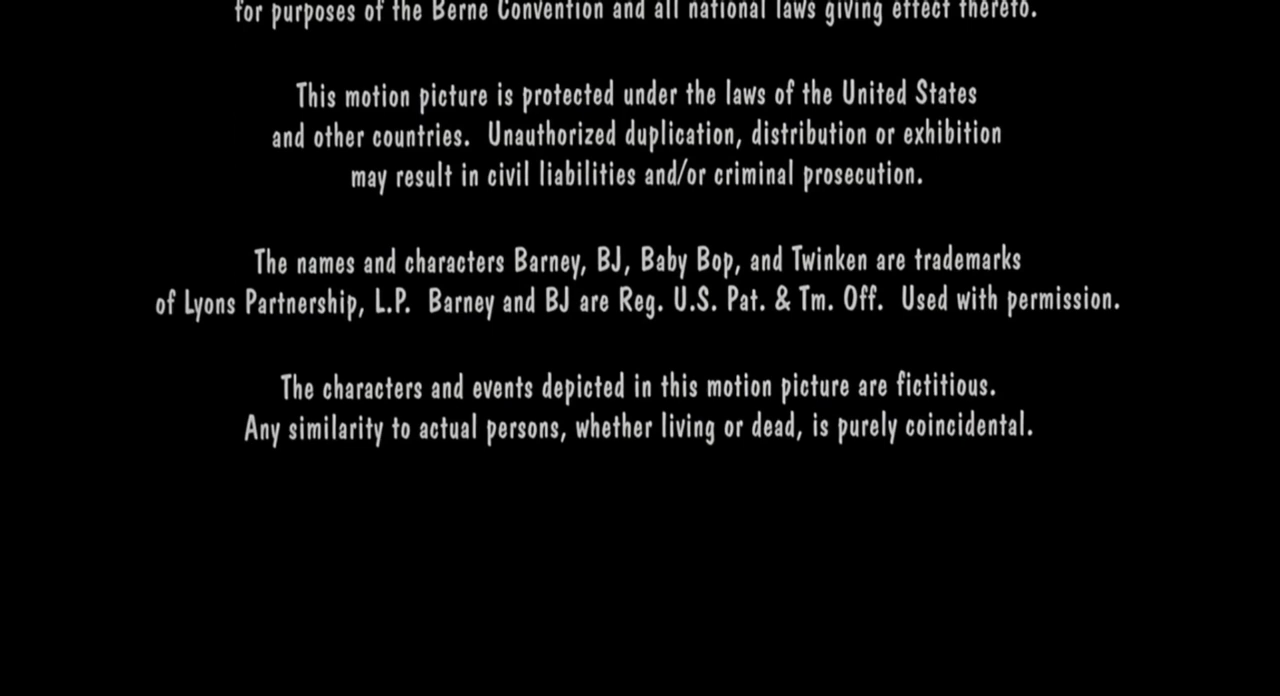 for purposes of the Berne Convention and all national laws giving effect thereto.
This motion picture is protected under the laws of the United States
and other countries.  Unauthorized duplication, distribution or exhibition
may result in civil liabilities and/or criminal prosecution.
The names and characters Barney, BJ, Baby Bop, and Twinken are trademarks
of Lyons Partnership, L.P.  Barney and BJ are Reg. U.S. Pat. & Tm. Off.  Used with permission.
The characters and events depicted in this motion picture are fictitious.
Any similarity to actual persons, whether living or dead, is purely coincidental.